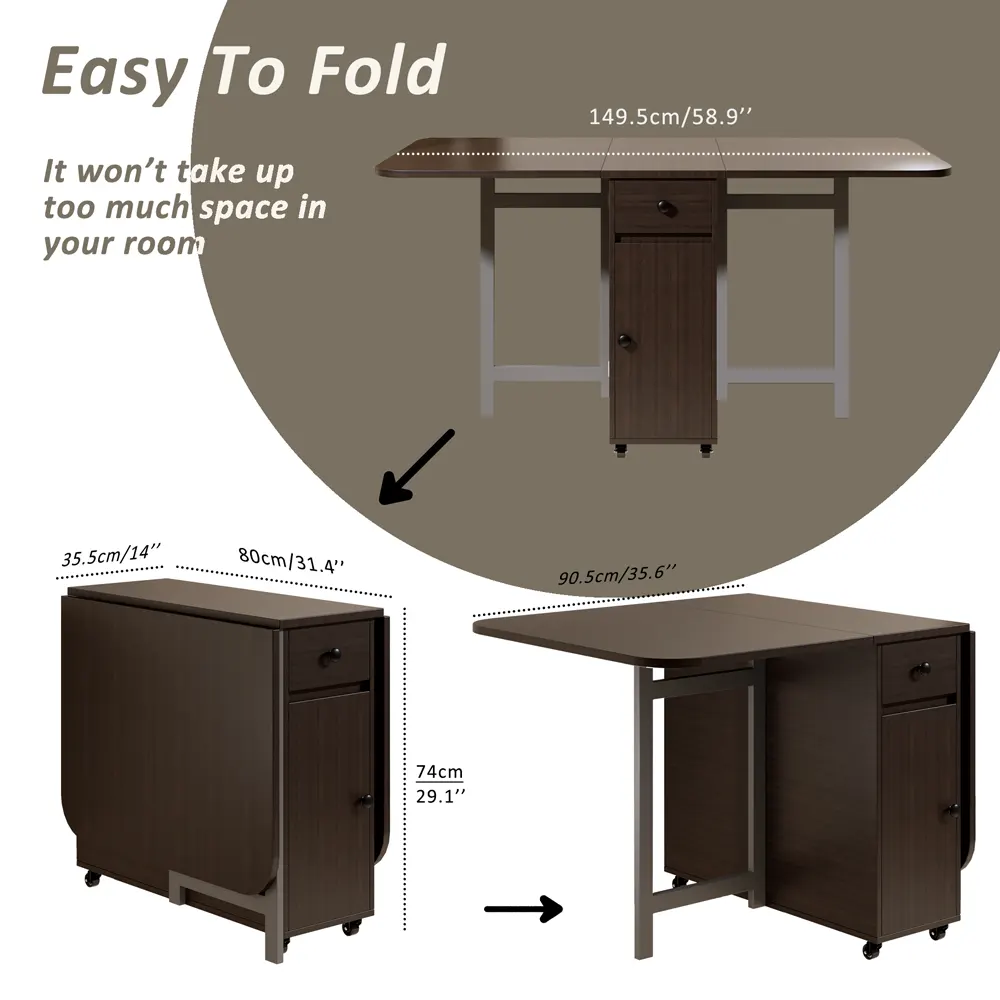 Easy To Fold
149.5cm/58.9’’
It won’t take up
too much space in
your room
35.5cm/14’’
80cm/31.4’’
90.5cm/35.6’’
74cm
29.1’’